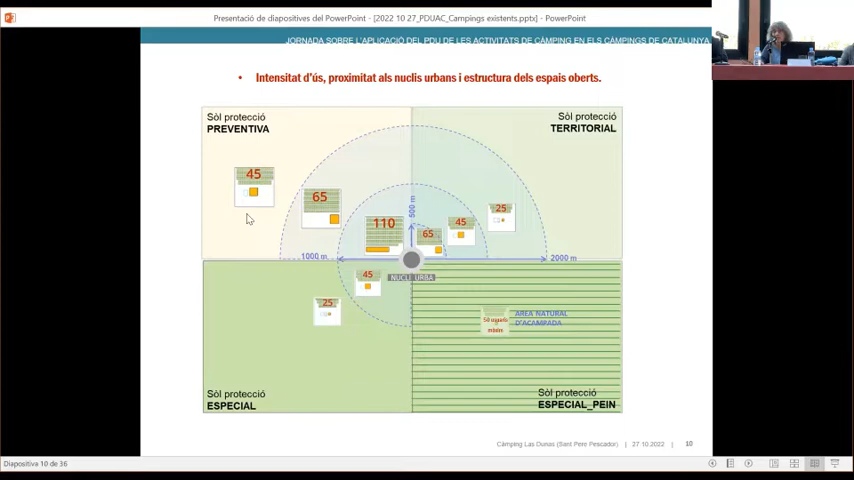 Presentació de diapositives del PowerPoint - [2022 10 27_PDUAC_Campings existents.pptx] - PowerPoint
JORNADA SOBRE L'APLICACIÓ DEL PDU DE LES ACTIVITATS DE CÀMPING EN ELS CÀMPINGS DE CATALUNYA
• Intensitat d'ús, proximitat als nuclis urbans i estructura dels espais oberts.
Sòl protecció
PREVENTIVA
Sòl protecció
TERRITORIAL
45
65
110
500 m
65
45
25
1000 m
2000 m
NUCLI URBÀ
45
25
AREA NATURAL
D'ACAMPADA
Sòl protecció
ESPECIAL
Sòl protecció
ESPECIAL_PEIN
Càmping Las Dunas (Sant Pere Pescador) | 27.10.2022 | 10
Diapositiva 10 de 36